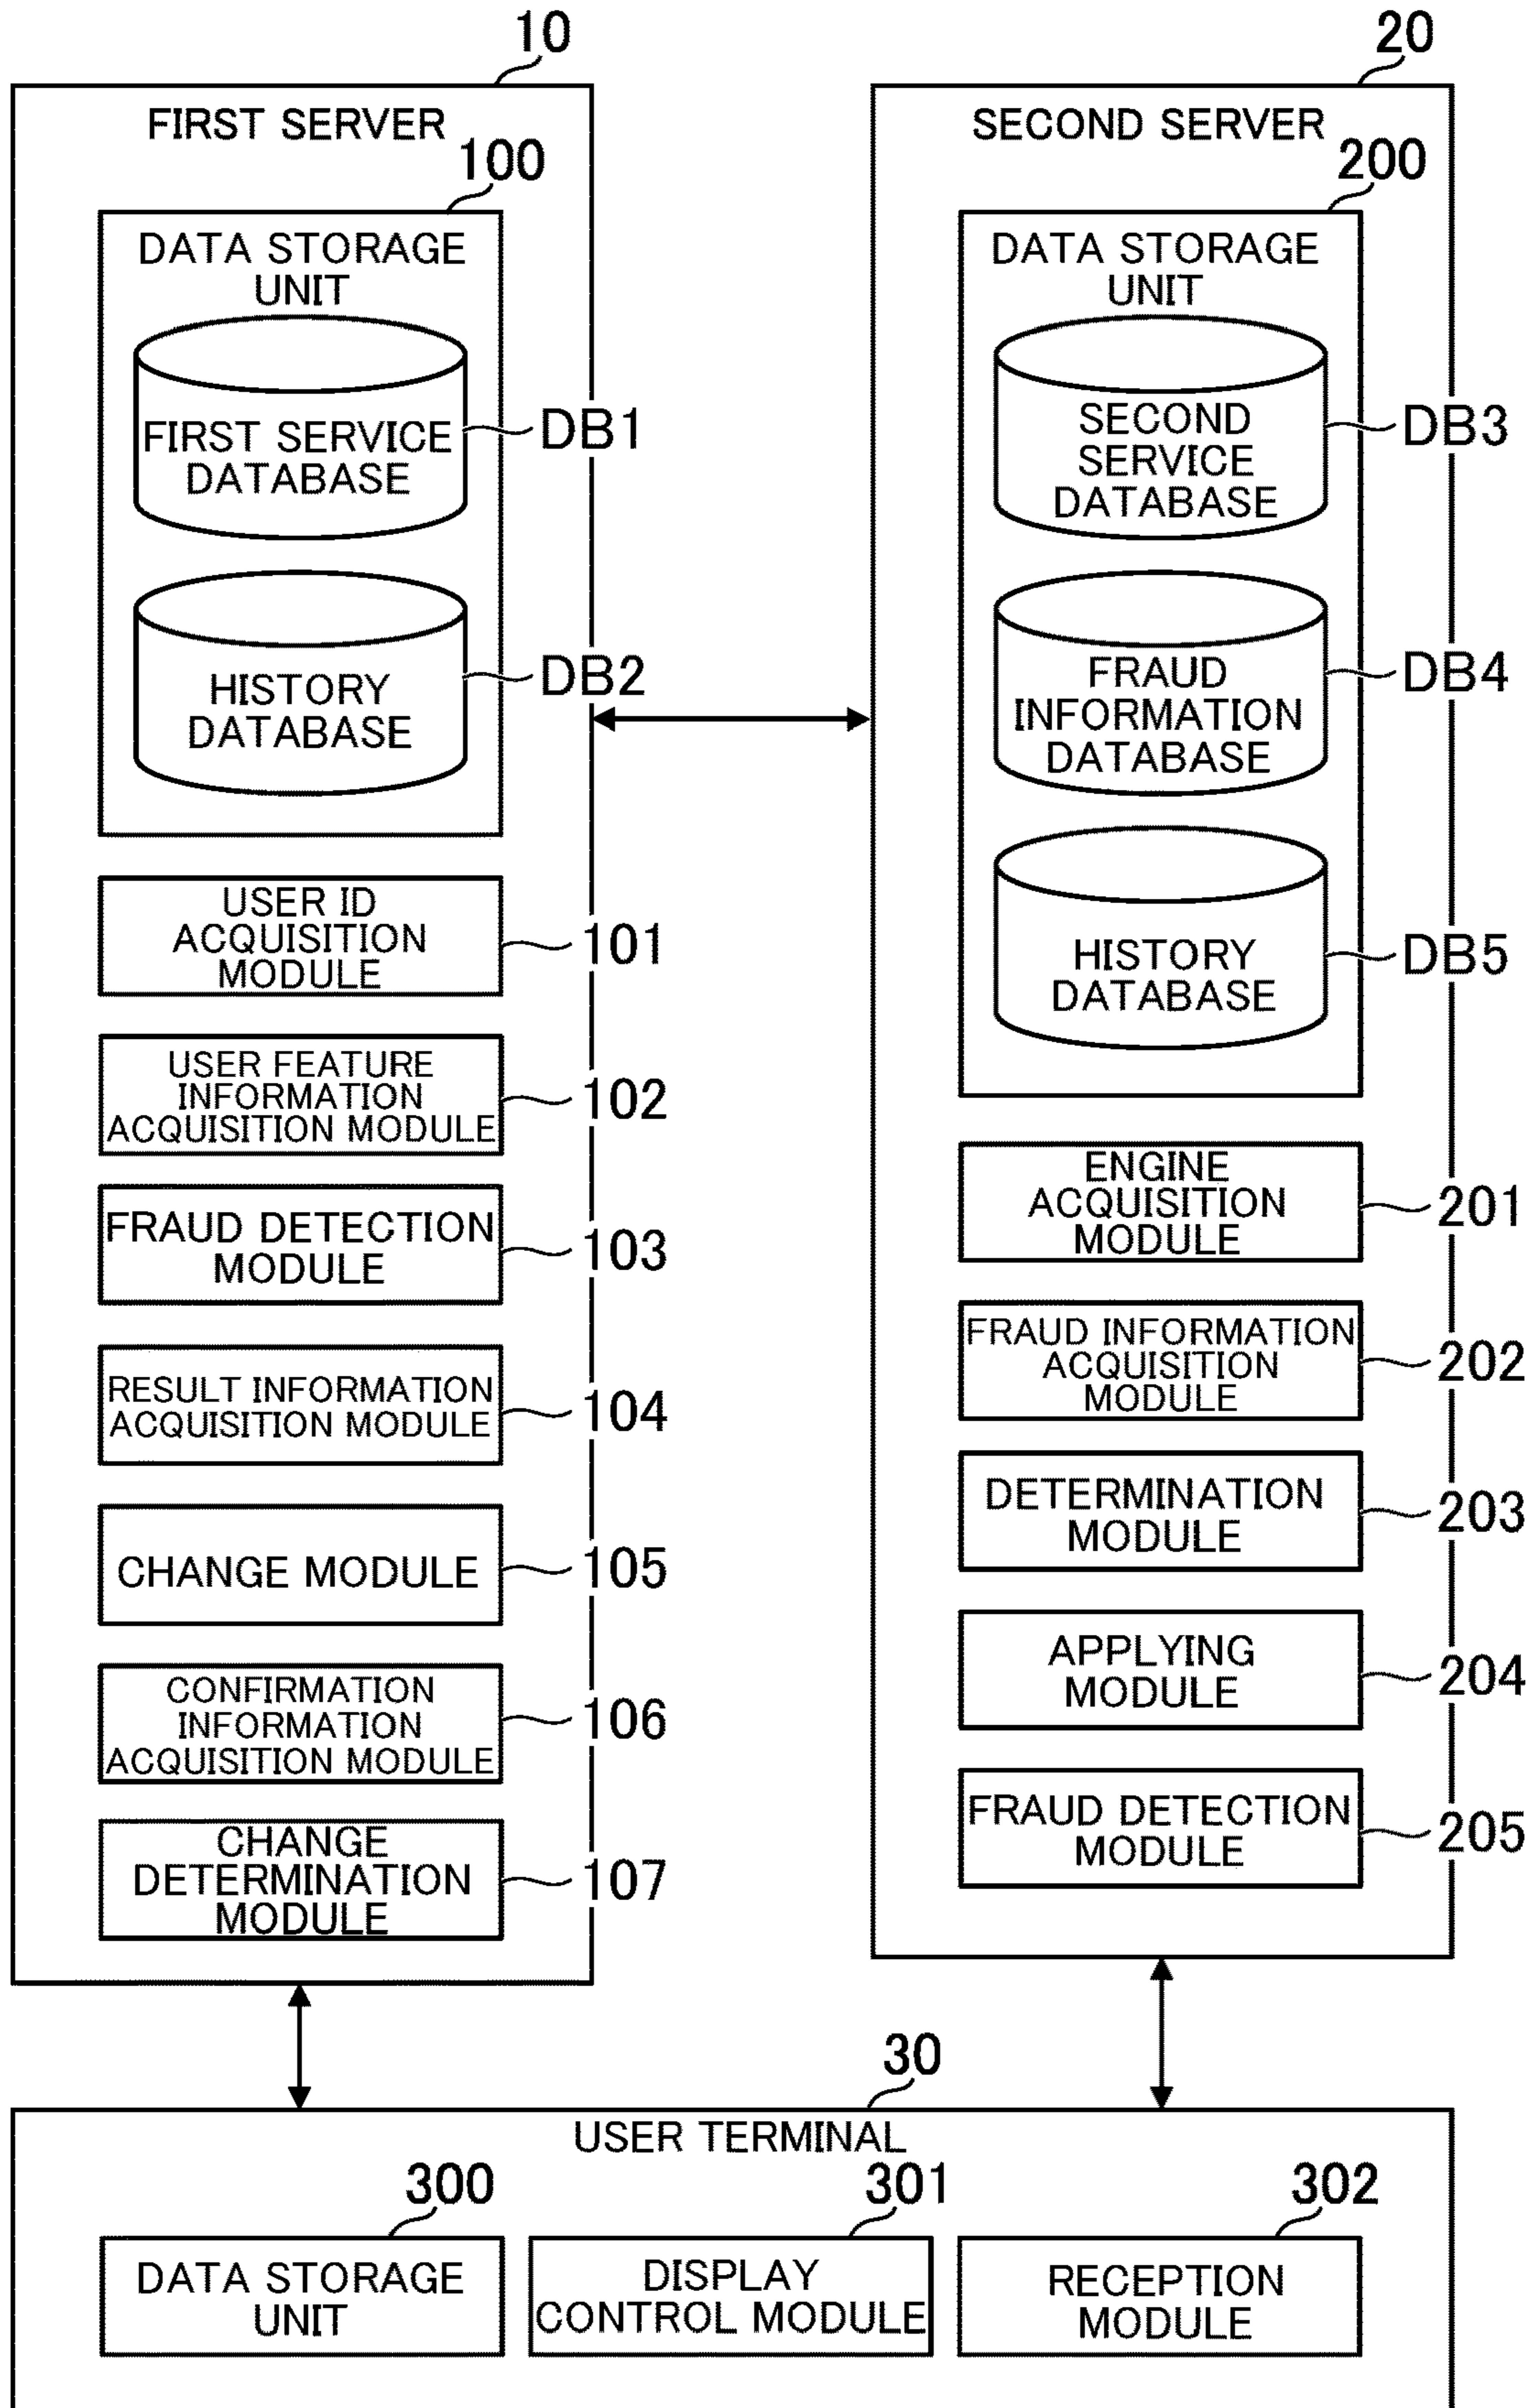 10
FIRST SERVER
100
DATA STORAGE
UNIT
FIRST SERVICE
DATABASE
DB1
HISTORY
DATABASE
DB2
USER ID
ACQUISITION
MODULE
101
USER FEATURE
INFORMATION
ACQUISITION MODULE
102
FRAUD DETECTION
MODULE
103
RESULT INFORMATION
ACQUISITION MODULE
104
CHANGE MODULE
105
CONFIRMATION
INFORMATION
ACQUISITION MODULE
106
CHANGE
DETERMINATION
MODULE
107
20
SECOND SERVER
200
DATA STORAGE
UNIT
SECOND
SERVICE
DATABASE
DB3
FRAUD
INFORMATION
DATABASE
DB4
HISTORY
DATABASE
DB5
ENGINE
ACQUISITION
MODULE
201
FRAUD INFORMATION
ACQUISITION
MODULE
202
DETERMINATION
MODULE
203
APPLYING
MODULE
204
FRAUD DETECTION
MODULE
205
30
USER TERMINAL
300
DATA STORAGE
UNIT
301
DISPLAY
CONTROL MODULE
302
RECEPTION
MODULE